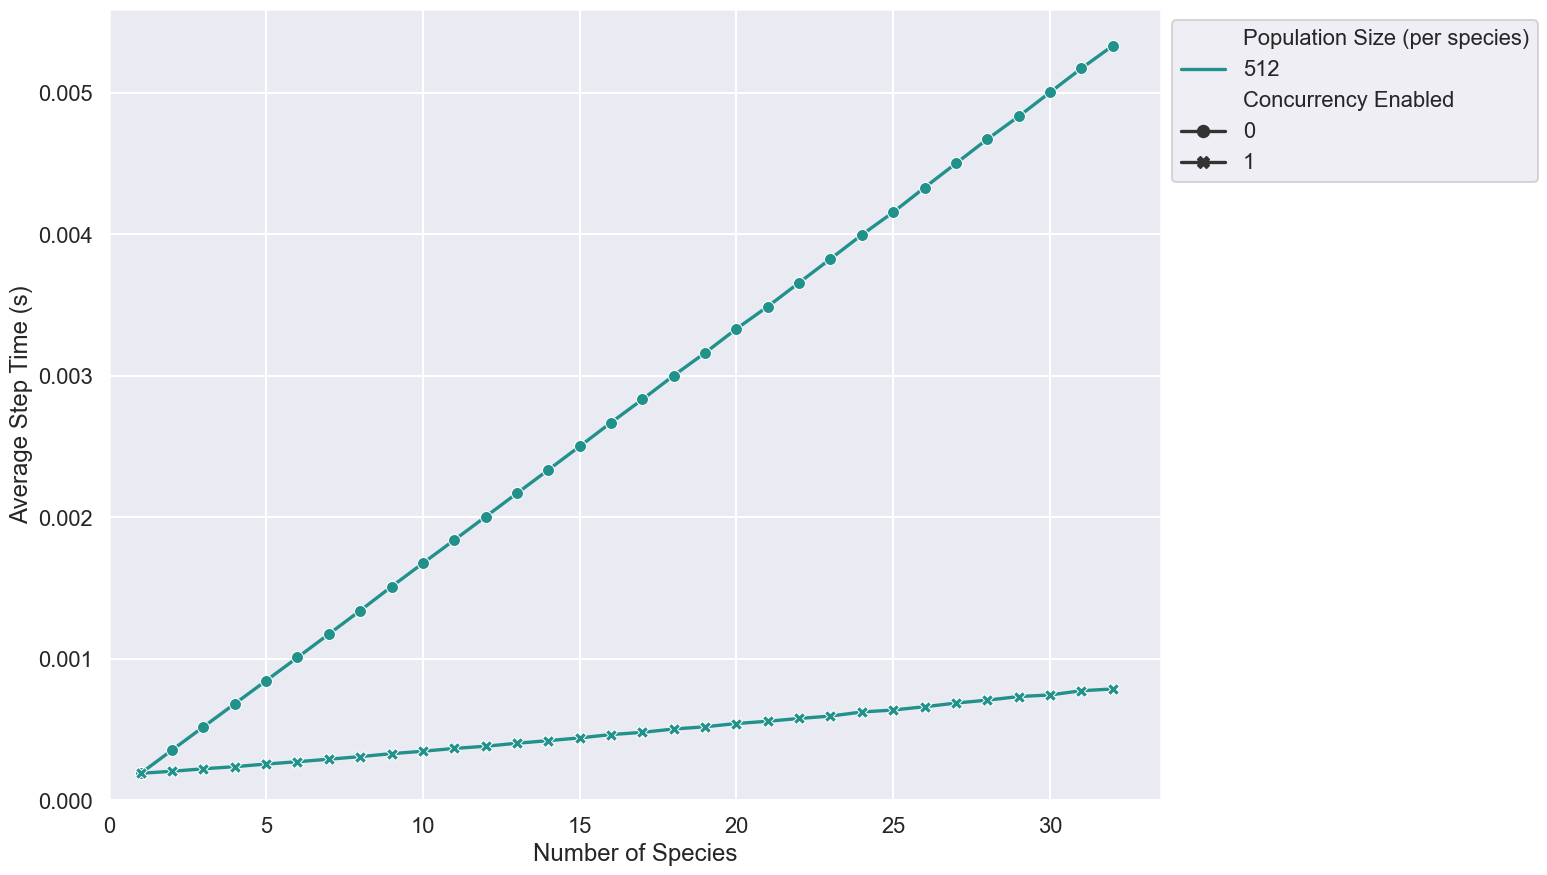 Population Size (per species)
512
Concurrency Enabled
0
1
Average Step Time (s)
0.005
0.004
0.003
0.002
0.001
0.000
0 5 10 15 20 25 30
Number of Species